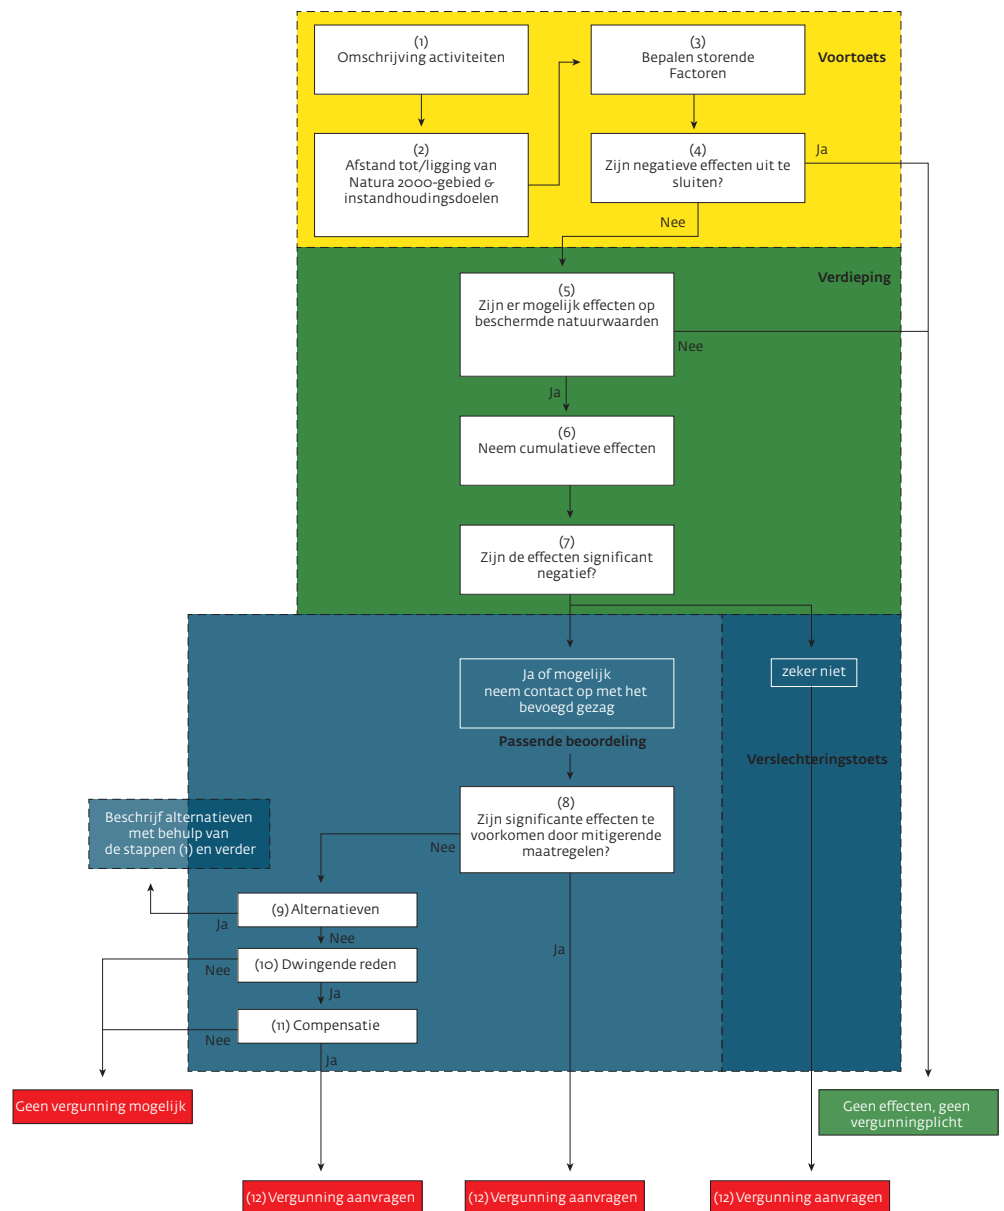 (1)
Omschrijving activiteiten
(3)
Bepalen storende
Factoren
Voortoets
(2)
Afstand tot/ligging van
Natura 2000-gebied &
instandhoudingsdoelen
(4)
Zijn negatieve effecten uit te
sluiten?
Ja
Nee
Verdieping
(5)
Zijn er mogelijk effecten op
beschermde natuurwaarden
Nee
Ja
(6)
Neem cumulatieve effecten
(7)
Zijn de effecten significant
negatief?
Ja of mogelijk
neem contact op met het
bevoegd gezag
zeker niet
Passende beoordeling
Verslechteringstoets
(8)
Zijn significante effecten te
voorkomen door mitigerende
maatregelen?
Nee
Ja
Beschrijf alternatieven
met behulp van
de stappen (1) en verder
(9) Alternatieven
Ja
Nee
(10) Dwingende reden
Nee
Ja
(11) Compensatie
Nee
Ja
Geen vergunning mogelijk
Geen effecten, geen
vergunningplicht
(12) Vergunning aanvragen
(12) Vergunning aanvragen
(12) Vergunning aanvragen